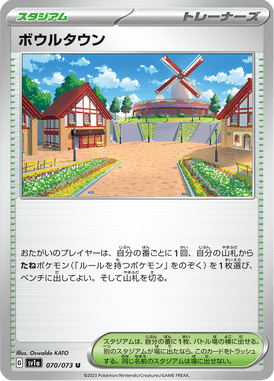 スタジアム トレーナーズ
ボウルタウン
おたがいのプレイヤーは、自分の番ごとに1回、自分の山札から
たねポケモン(「ルールを持つポケモン」をのぞく)を1枚選び、
ベンチに出してよい。そして山札を切る。
Illus. Oswaldo KATO
スタジアムは、自分の番に1枚だけ、バトル場の横に出せる。
別のスタジアムが場に出たなら、このカードをトラッシュ
する。同じ名前のスタジアムは場に出せない。
G sv1a 070/073 U
©2023 Pokémon/Nintendo/Creatures/GAME FREAK.